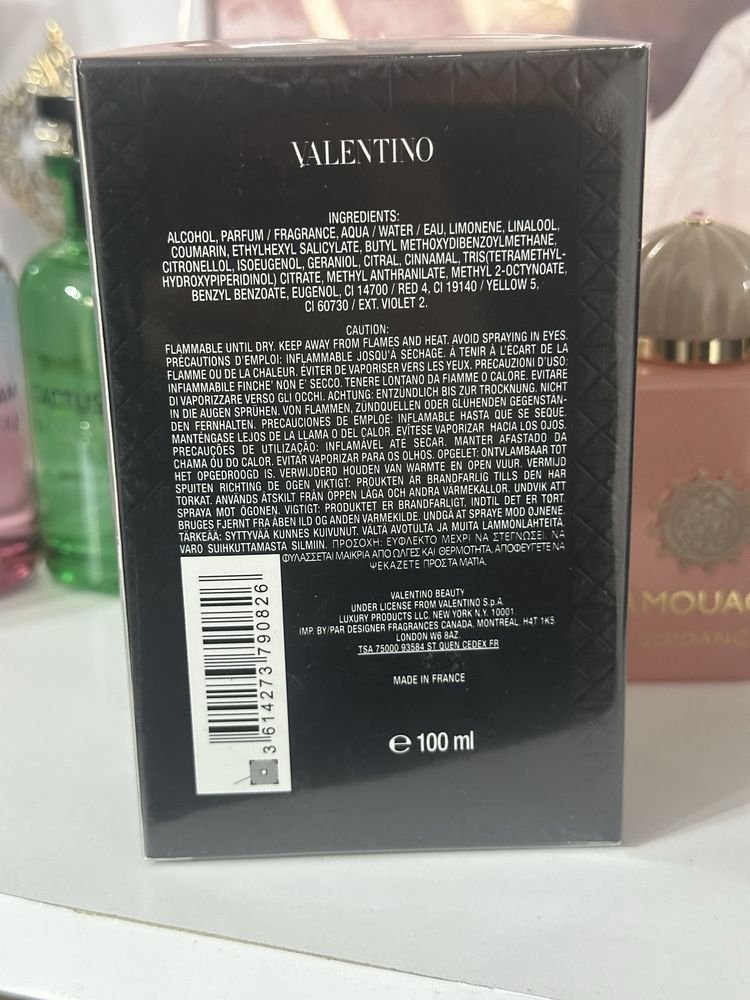 VALENTINO
INGREDIENTS:
ALCOHOL, PARFUM / FRAGRANCE, AQUA / WATER / EAU, LIMONENE, LINALOOL,
COUMARIN, ETHYLHEXYL SALICYLATE, BUTYL METHOXYDIBENZOYLMETHANE,
CITRONELLOL, ISOEUGENOL, GERANIOL, CITRAL, CINNAMAL, TRIS(TETRAMETHYL-
HYDROXYPIPERIDINOL) CITRATE, METHYL ANTHRANILATE, METHYL 2-OCTYNOATE,
BENZYL BENZOATE, EUGENOL, CI 14700 / RED 4, CI 19140 / YELLOW 5,
CI 60730 / EXT. VIOLET 2.
CAUTION:
FLAMMABLE UNTIL DRY. KEEP AWAY FROM FLAMES AND HEAT. AVOID SPRAYING IN EYES.
PRÉCAUTIONS D'EMPLOI: INFLAMMABLE JOSQU'À SÉCHAGE. À TENIR À L'ÉCART DE LA
FLAMME OU DE LA CHALEUR. ÉVITER DE VAPORISER VERS LES YEUX. PRECAUZIONI D'USO:
INFIAMMABILE FINCHE' NON E' SECCO. TENERE LONTANO DA FIAMME O CALORE. EVITARE
DI VAPORIZZARE VERSO GLI OCCHI. ACHTUNG: ENTZÜNDLICH BIS ZUR TROCKNUNG. NICHT
IN DIE AUGEN SPRÜHEN. VON FLAMMEN, ZÜNDQUELLEN ODER GLÜHENDEN GEGENSTÄN-
DEN FERNHALTEN. PRECAUCIONES DE EMPLOE: INFLAMABLE HASTA QUE SE SEQUE.
MANTÉNGASE LEJOS DE LA LLAMA O DEL CALOR. EVÍTESE VAPORIZAR HACIA LOS OJOS.
PRECAUÇÕES DE UTILIZAÇÃO: INFLAMÁVEL ATE SECAR. MANTER AFASTADO DA
CHAMA OU DO CALOR. EVITAR VAPORIZAR PARA OS OLHOS. OPGELET: ONTVLAMBAAR TOT
HET OPGEDROOGD IS. VERWIJDERD HOUDEN VAN WARMTE EN OPEN VUUR. VERMIJD
SPUITEN RICHTING DE OGEN VIKTIGT: PROUKTEN ÄR BRANDFARLIG TILLS DEN HAR
TORKAT. ANVÄNDS ÅTSKILT FRÅN ÖPPEN LÅGA OCH ANDRA VÄRMEKÄLLOR. UNDVIK ATT
SPRAYA MOT ÖGONEN. VIGTIGT: PRODUKTET ER BRANDFARLIGT. INDTIL DET ER TORT.
BRUGES FJERNT FRA ÅBEN ILD OG ANDEN VARMEKILDE. UNDGÅ AT SPRAYE MOD ØJNENE.
TÄRKEÄÄ: SYTTYVÄÄ KUNNES KUIVUNUT. VÄLTÄ AVOTULTA JA MUITA LÄMMÖNLÄHTEITÄ.
VARO SUIHKUTTAMASTA SILMIIN. ΠΡΟΣΟΧΗ: ΕΥΦΛΕΚΤΟ ΜΕΧΡΙ ΝΑ ΣΤΕΓΝΩΣΕΙ. ΝΑ
ΦΥΛΑΣΣΕΤΑΙ ΜΑΚΡΙΑ ΑΠΟ ΩΛΓΕΣ ΚΑΙ ΘΕΡΜΟΤΗΤΑ. ΑΠΟΦΕΥΓΕΤΕ ΝΑ
ΨΕΚΑΖΕΤΕ ΠΡΟΣ ΤΑ ΜΑΤΙΑ.
VALENTINO BEAUTY
UNDER LICENSE FROM VALENTINO S.p.A.
LUXURY PRODUCTS LLC. NEW YORK N.Y. 10001.
IMP. BY/PAR DESIGNER FRAGRANCES CANADA. MONTREAL. H4T 1K5
LONDON W6 8AZ.
TSA 75000 93584 ST QUEN CEDEX FR
MADE IN FRANCE
3 614273 790826
℮ 100 ml
CACTUS
AMOUAG
GUIDANCE